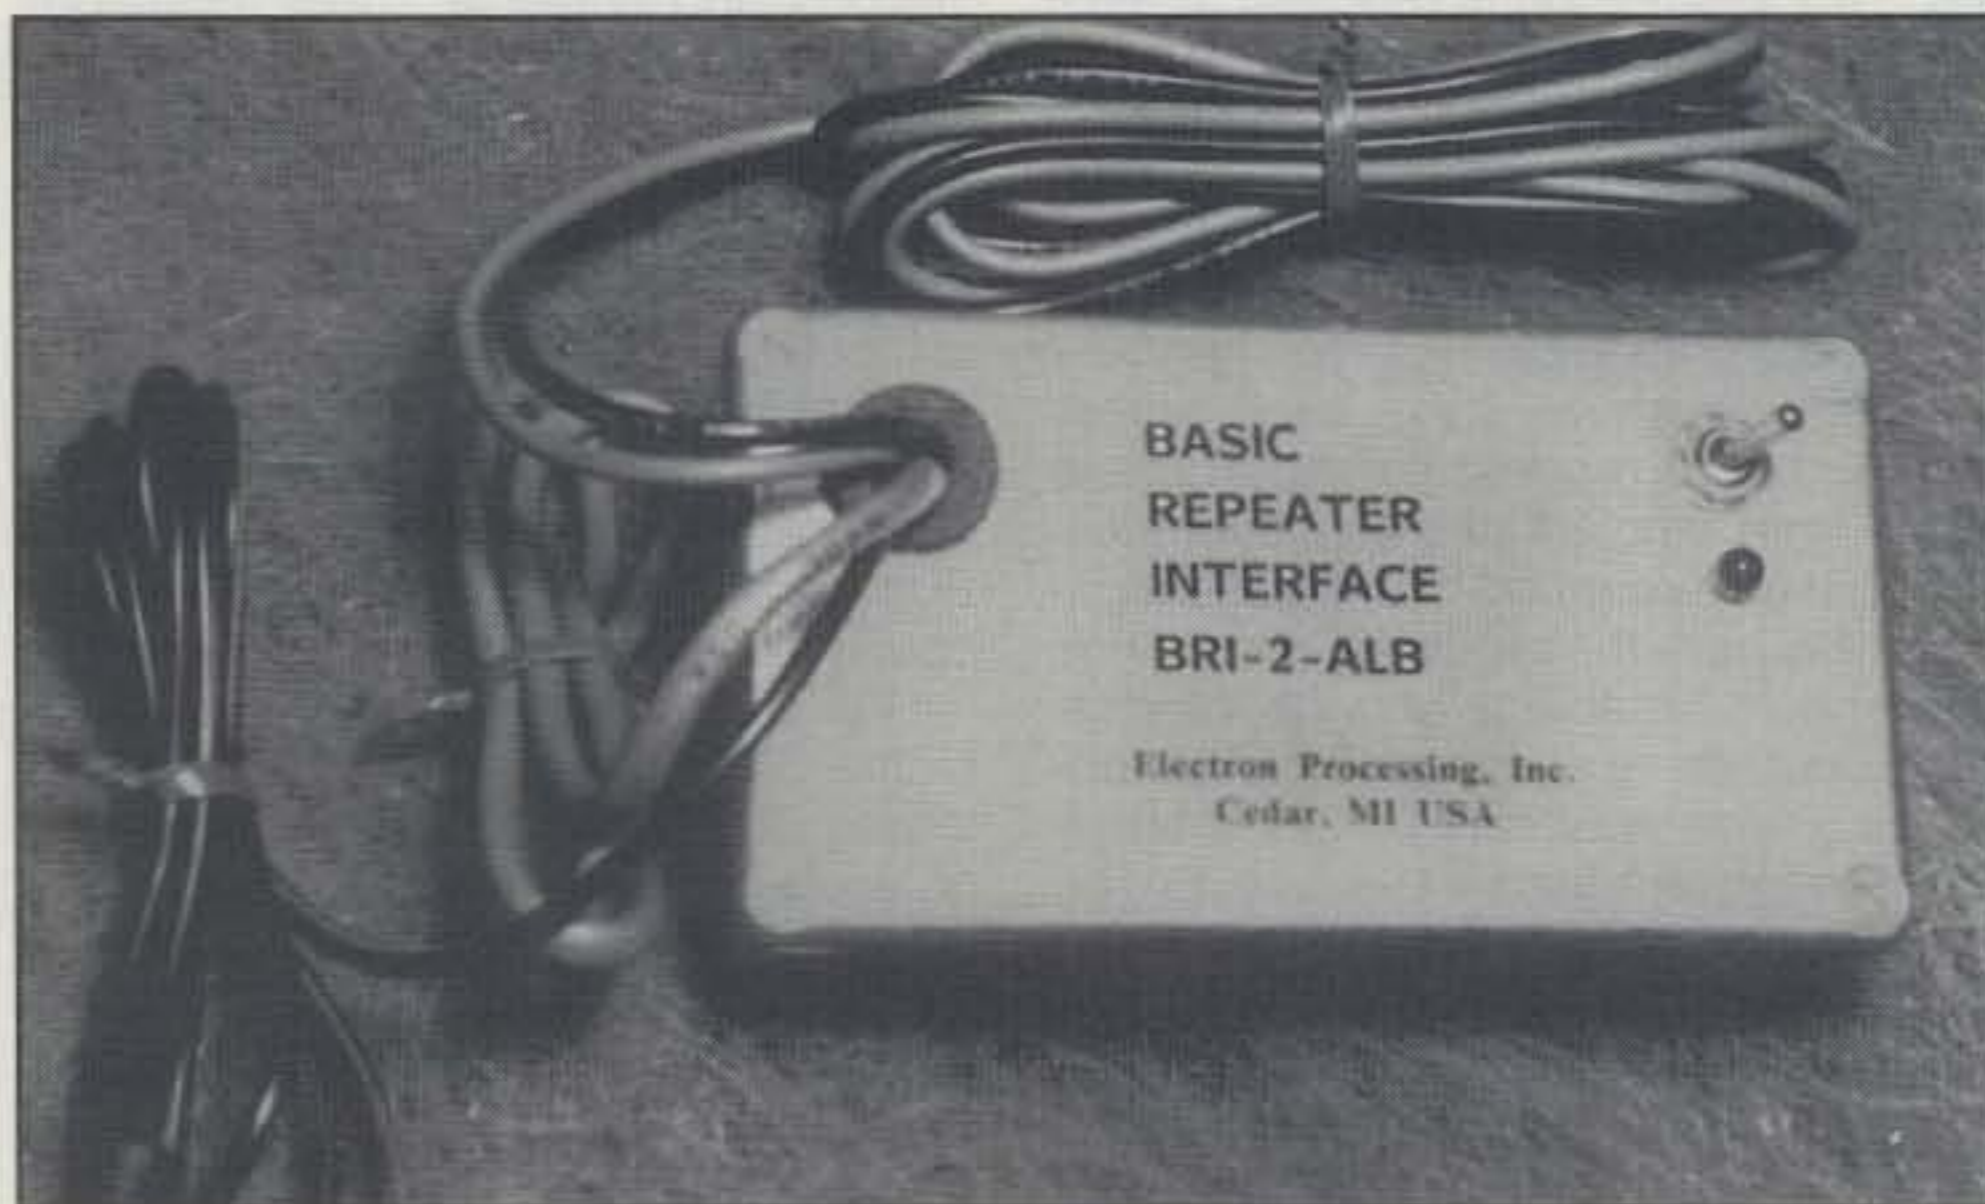 BASIC
REPEATER
INTERFACE
BRI-2-ALB
Electron Processing, Inc.
Cedar, MI USA